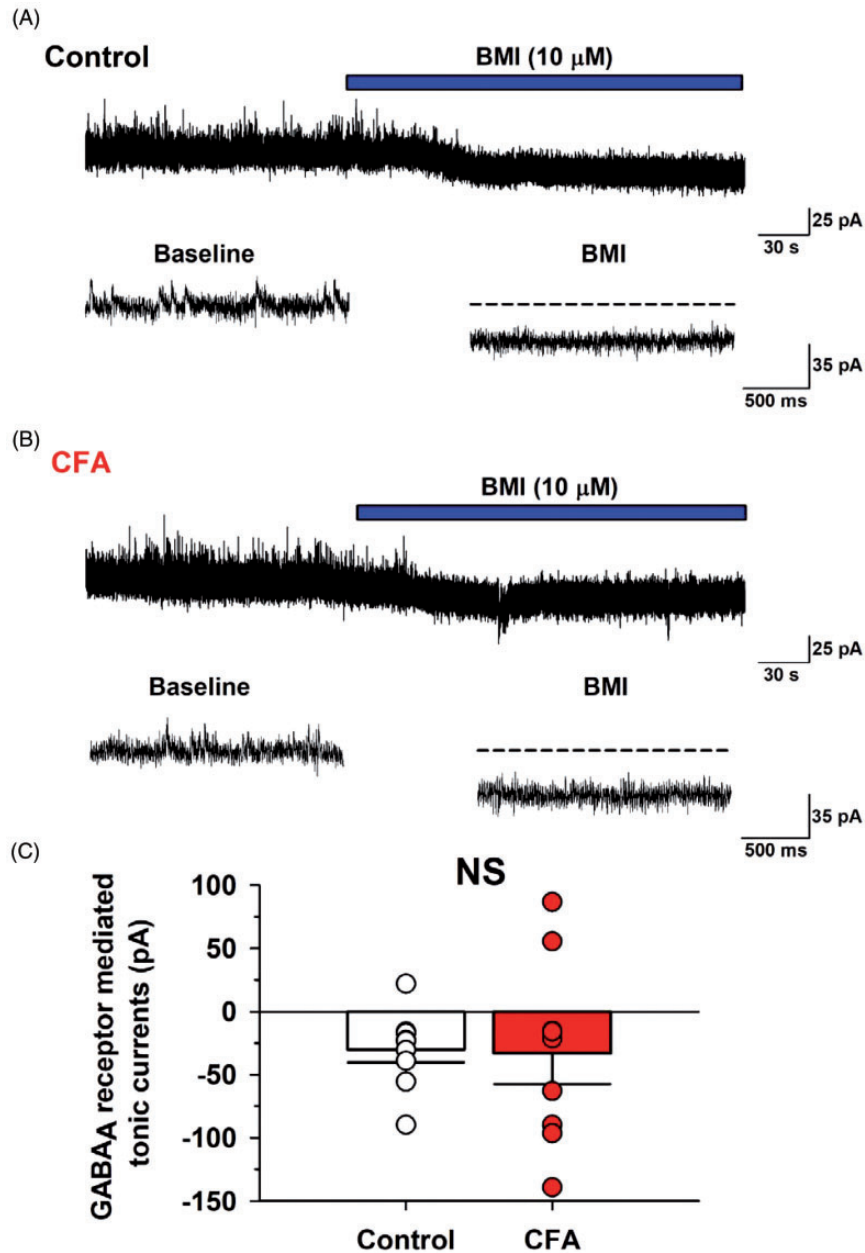 (A)
Control
BMI (10 μM)
25 pA
30 s
Baseline
BMI
35 pA
500 ms
(B)
CFA
BMI (10 μM)
25 pA
30 s
Baseline
BMI
35 pA
500 ms
(C)
NS
GABAA receptor mediated
tonic currents (pA)
100
50
0
-50
-100
-150
Control
CFA